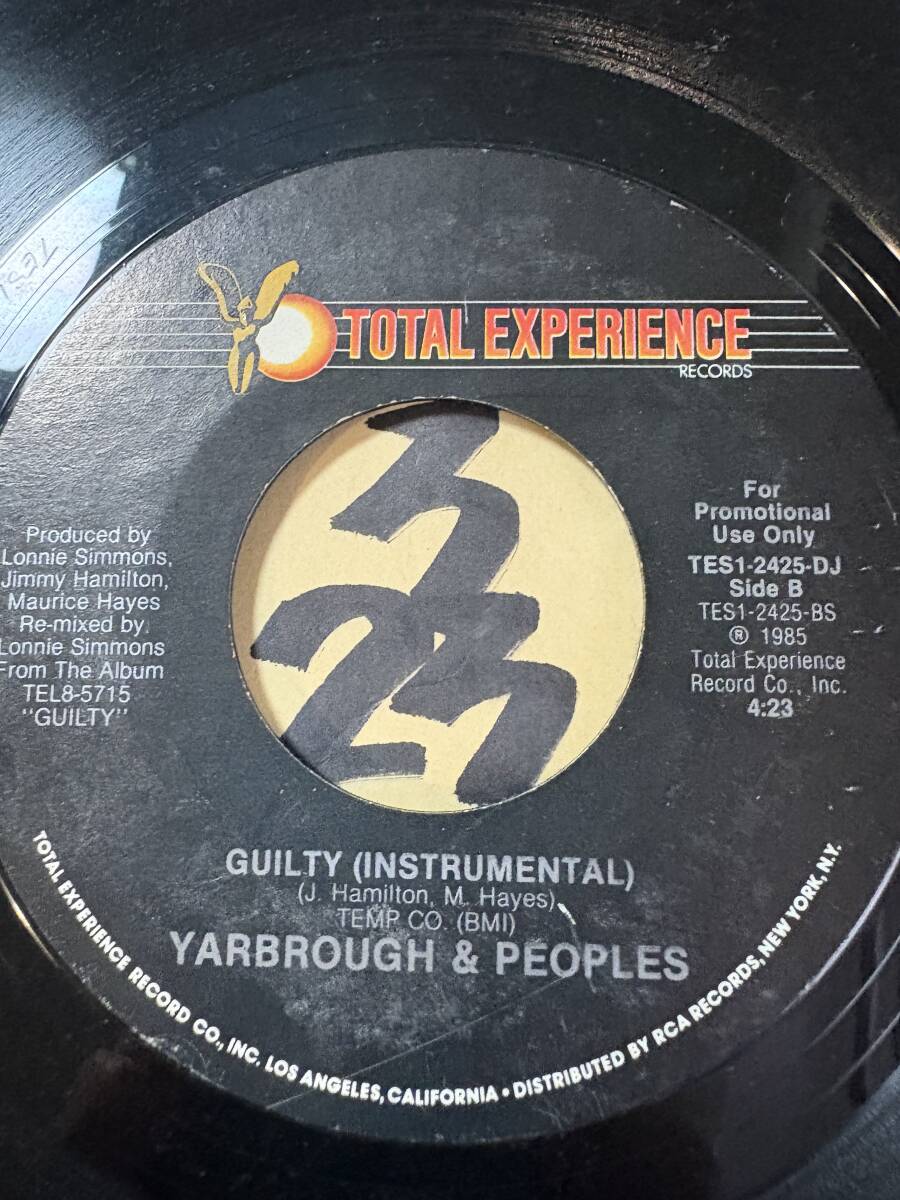 TOTAL EXPERIENCE
RECORDS
Produced by
Lonnie Simmons,
Jimmy Hamilton,
Maurice Hayes
Re-mixed by
Lonnie Simmons
From The Album
TEL8-5715
"GUILTY"
For
Promotional
Use Only
TES1-2425-DJ
Side B
TES1-2425-BS
℗ 1985
Total Experience
Record Co., Inc.
4:23
GUILTY (INSTRUMENTAL)
(J. Hamilton, M. Hayes)
TEMP CO. (BMI)
YARBROUGH & PEOPLES
TOTAL EXPERIENCE RECORD CO., INC. LOS ANGELES, CALIFORNIA • DISTRIBUTED BY RCA RECORDS, NEW YORK, N.Y.